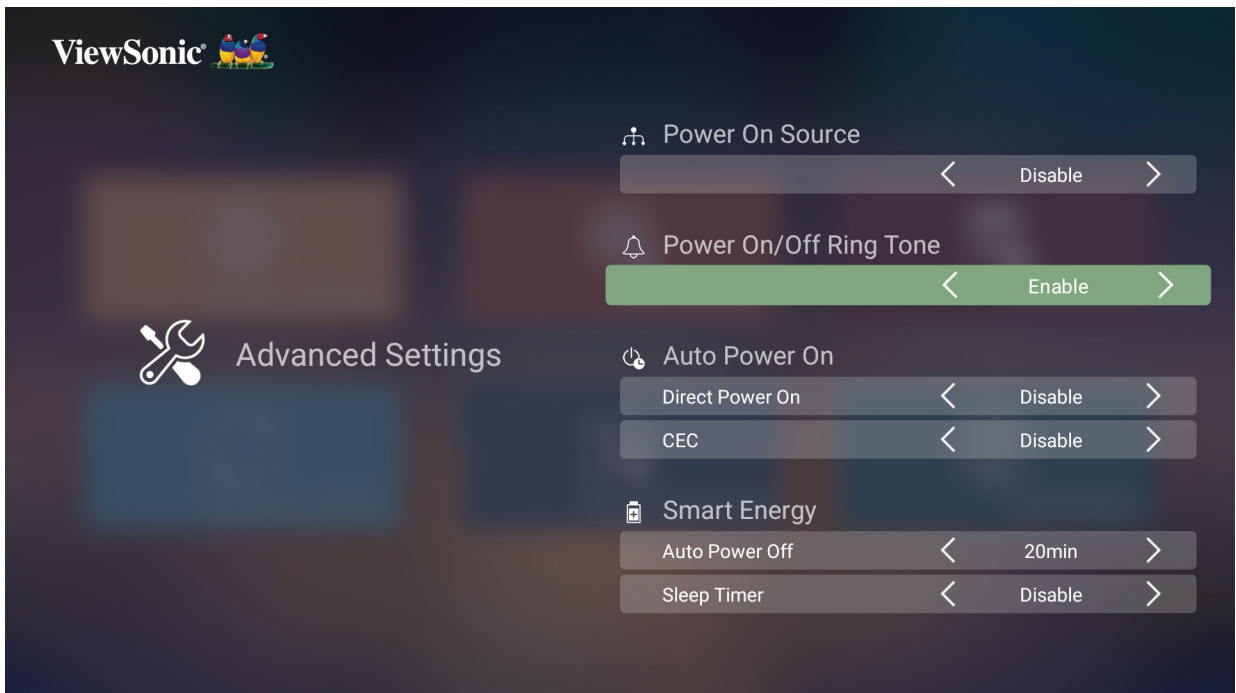 ViewSonic®
Power On Source
Disable
Power On/Off Ring Tone
Enable
Advanced Settings
Auto Power On
Direct Power On Disable
CEC Disable
Smart Energy
Auto Power Off 20min
Sleep Timer Disable